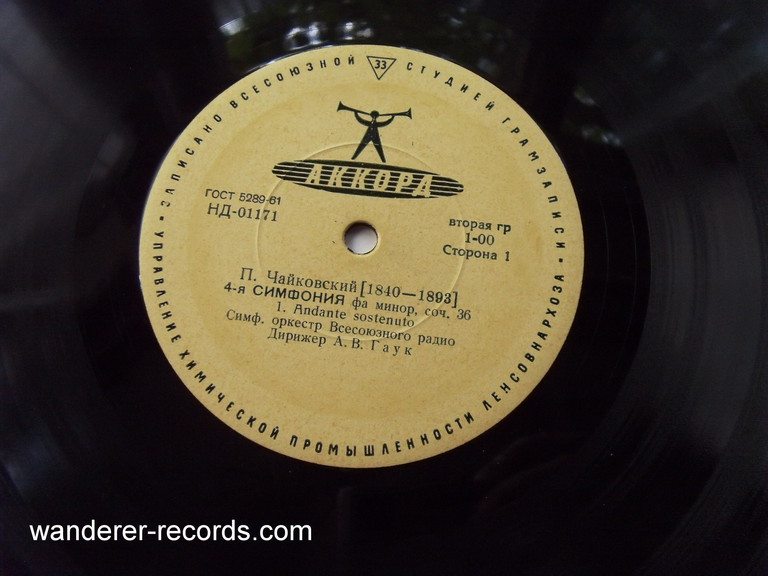 • ЗАПИСАНО ВСЕСОЮЗНОЙ 33 СТУДИЕЙ ГРАМЗАПИСИ •
УПРАВЛЕНИЕ ХИМИЧЕСКОЙ ПРОМЫШЛЕННОСТИ ЛЕНСОВНАРХОЗА
АККОРД
ГОСТ 5289-61
НД-01171
вторая гр
1-00
Сторона 1
П. Чайковский [1840—1893]
4-я СИМФОНИЯ фа минор, соч. 36
1. Andante sostenuto
Симф. оркестр Всесоюзного радио
Дирижер А. В. Гаук
wanderer-records.com